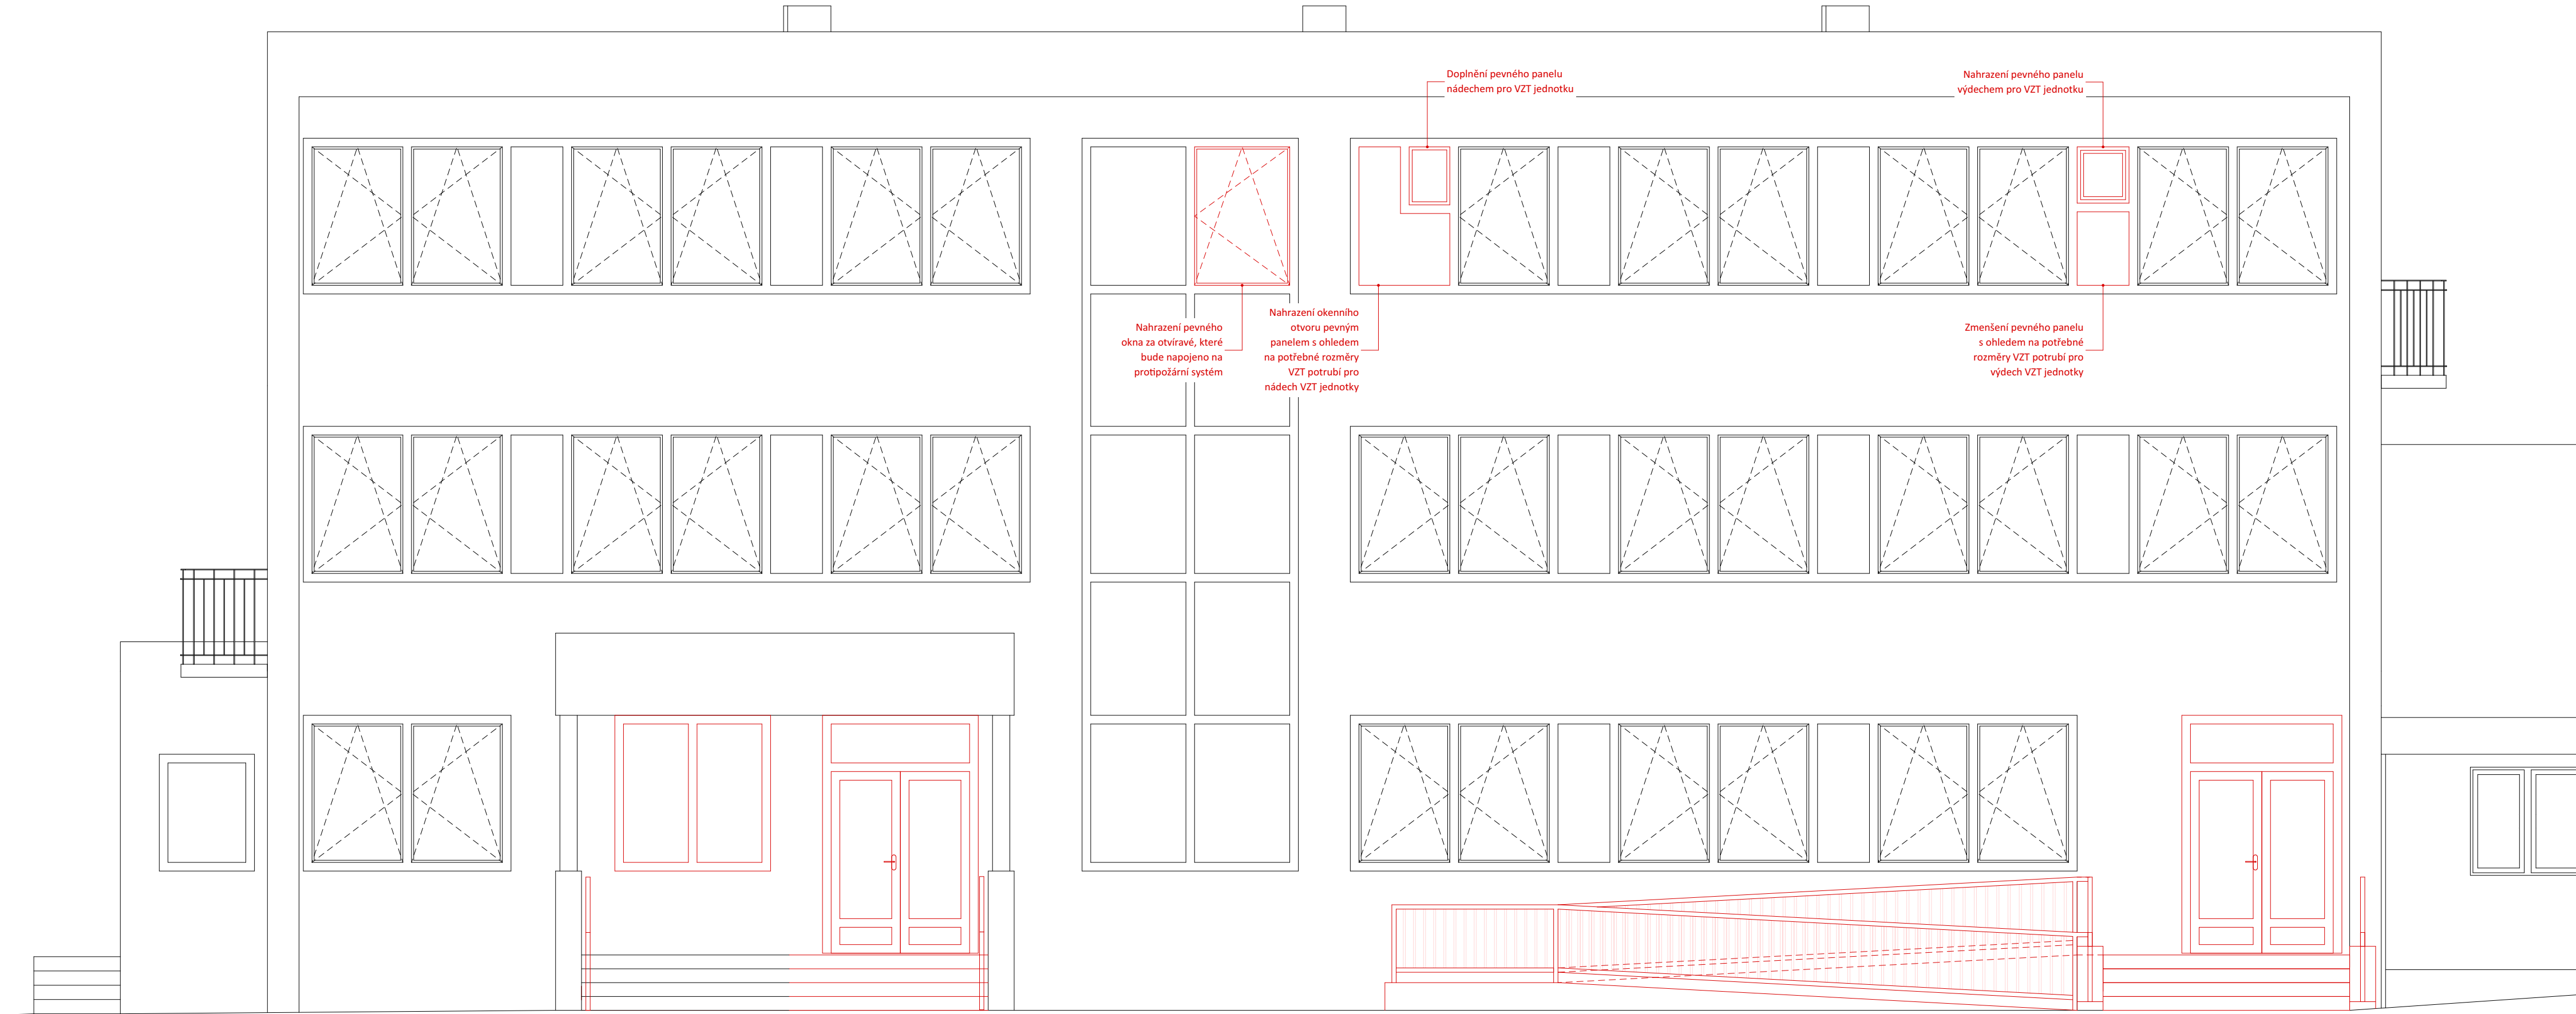 Doplnění pevného panelu
nádechem pro VZT jednotku
Nahrazení pevného panelu
výdechem pro VZT jednotku
Nahrazení pevného
okna za otvíravé, které
bude napojeno na
protipožární systém
Nahrazení okenního
otvoru pevným
panelem s ohledem
na potřebné rozměry
VZT potrubí pro
nádech VZT jednotky
Zmenšení pevného panelu
s ohledem na potřebné
rozměry VZT potrubí pro
výdech VZT jednotky